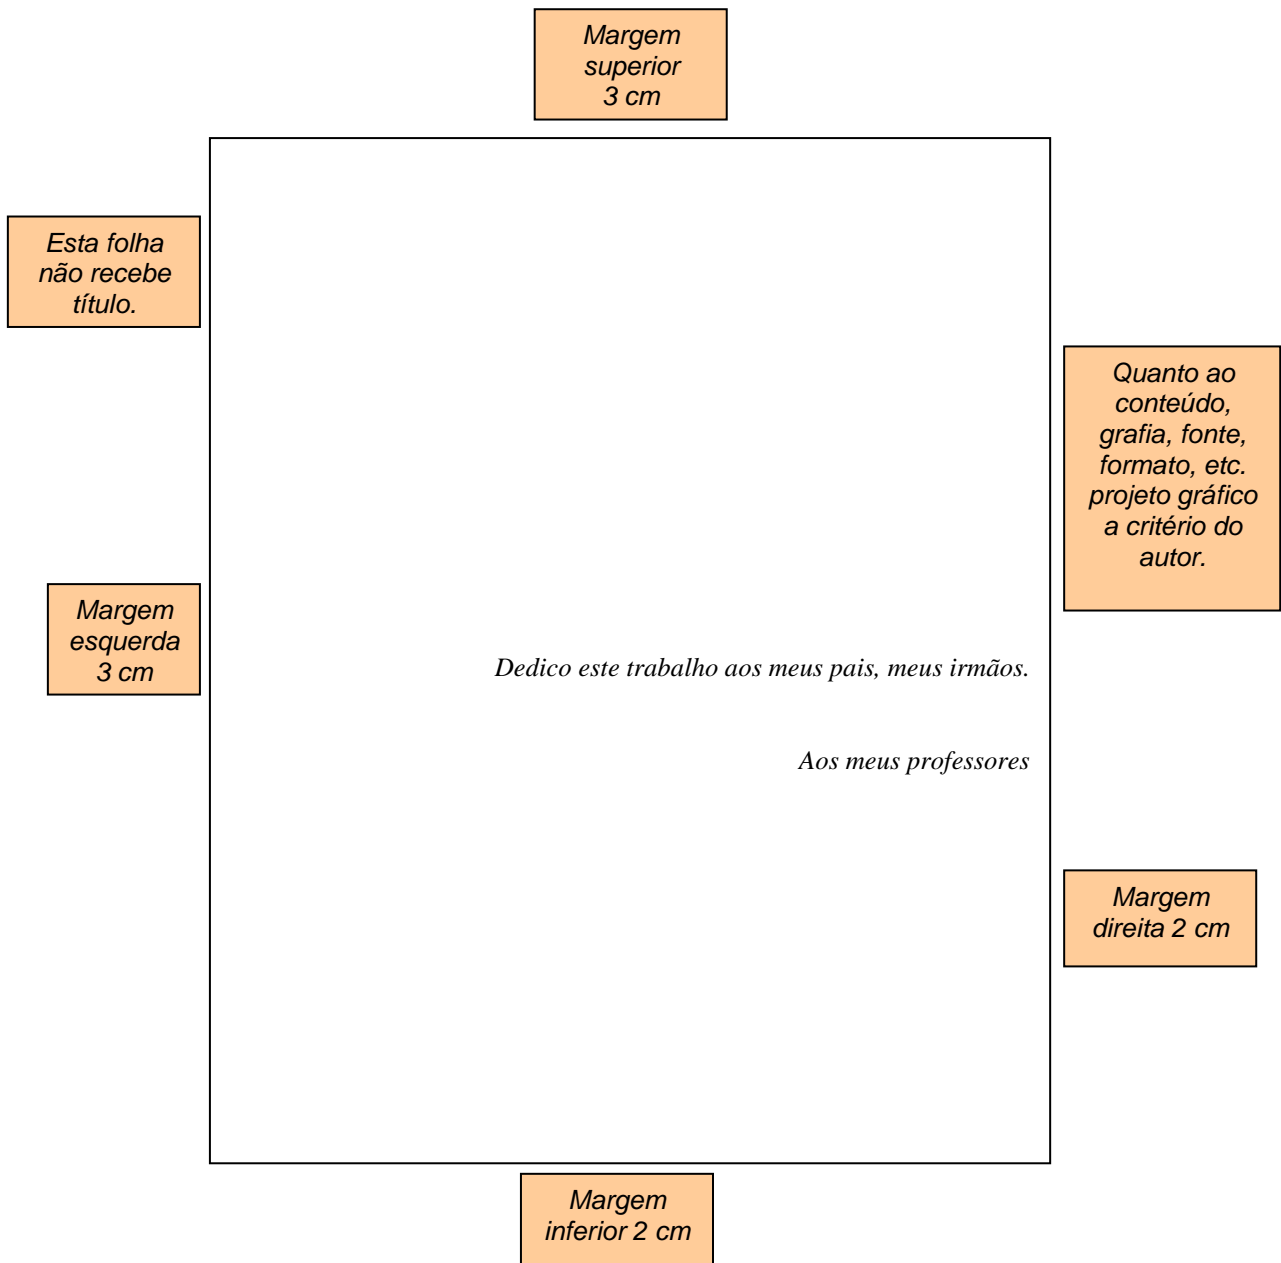 Margem
superior
3 cm
Esta folha
não recebe
título.
Quanto ao
conteúdo,
grafia, fonte,
formato, etc.
projeto gráfico
a critério do
autor.
Margem
esquerda
3 cm
Dedico este trabalho aos meus pais, meus irmãos.
Aos meus professores
Margem
direita 2 cm
Margem
inferior 2 cm